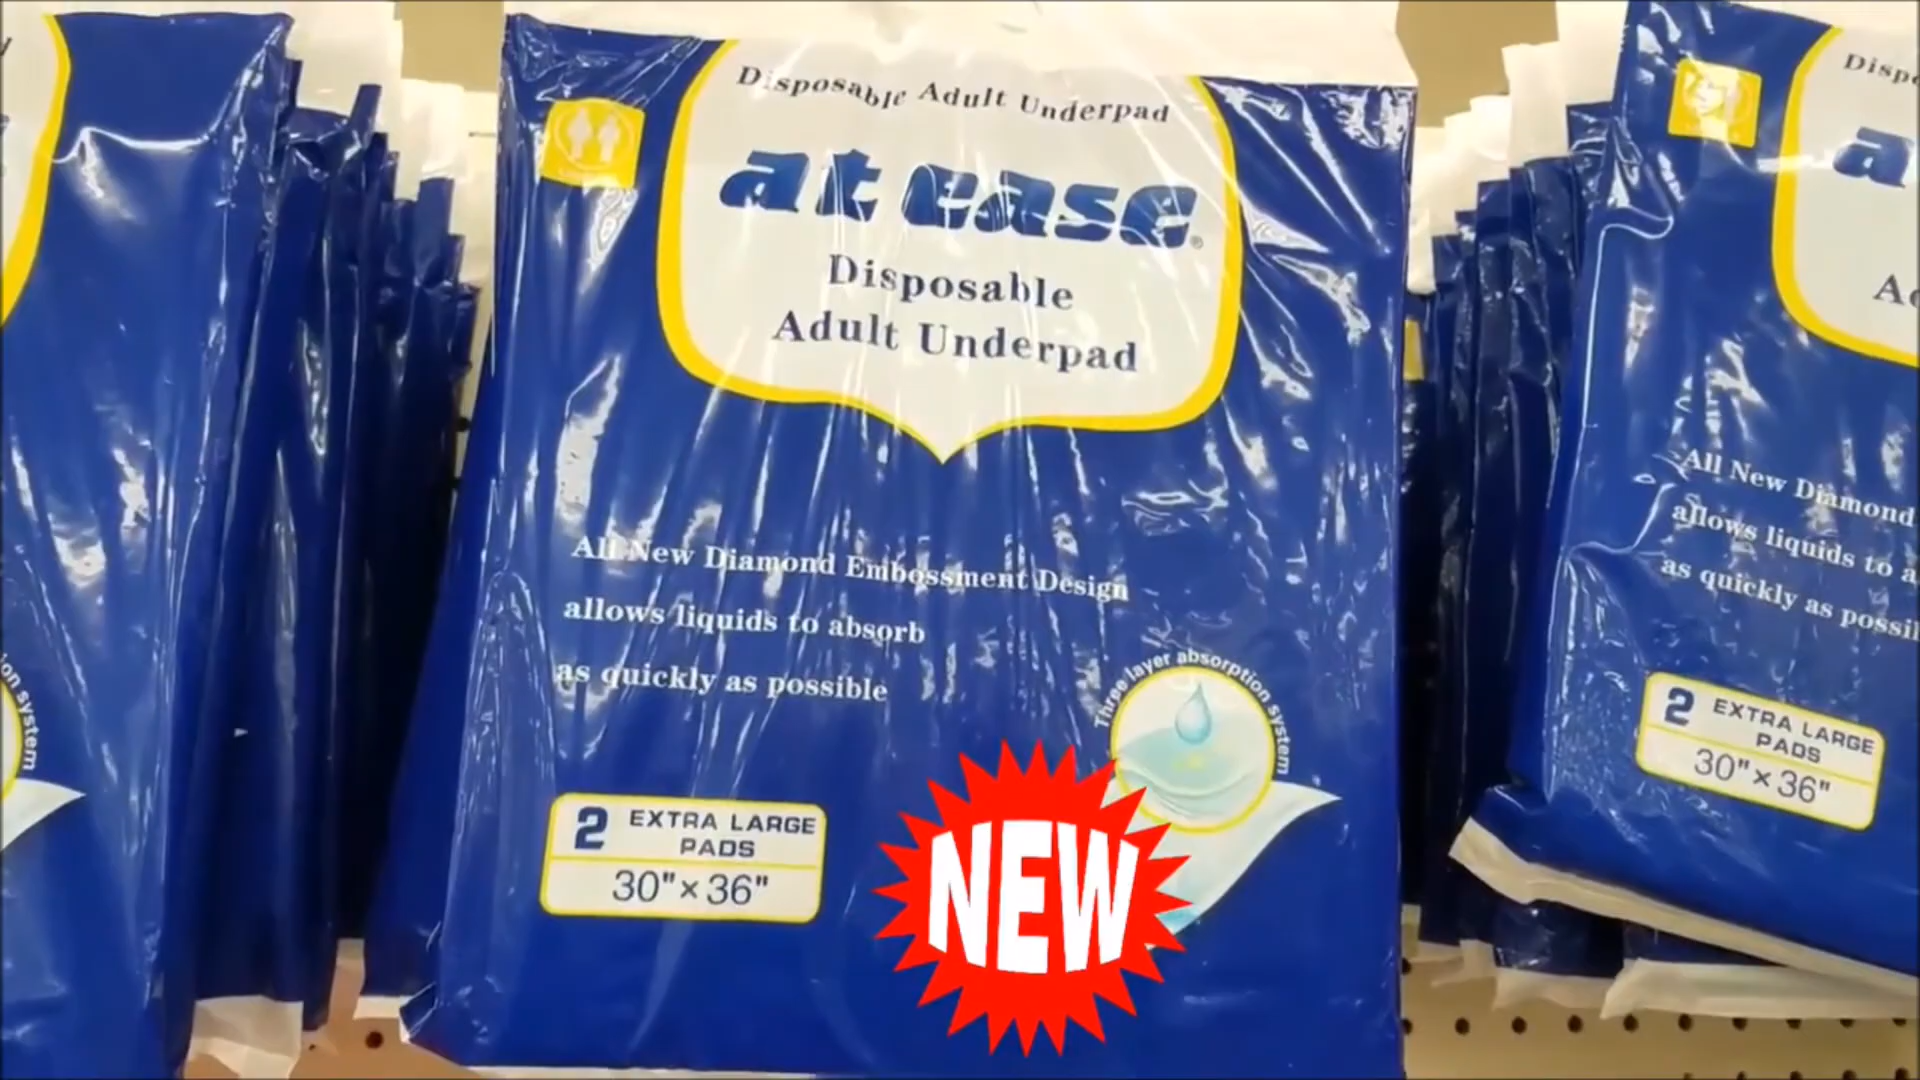 Disposable Adult Underpad
at ease®
Disposable
Adult Underpad
All New Diamond Embossment Design
allows liquids to absorb
as quickly as possible
Three layer absorption system
2 EXTRA LARGE
PADS
30"×36"
NEW
system
All New Diamond
allows liquids to
as quickly as
2 EXTRA LARGE
PADS
30"×36"